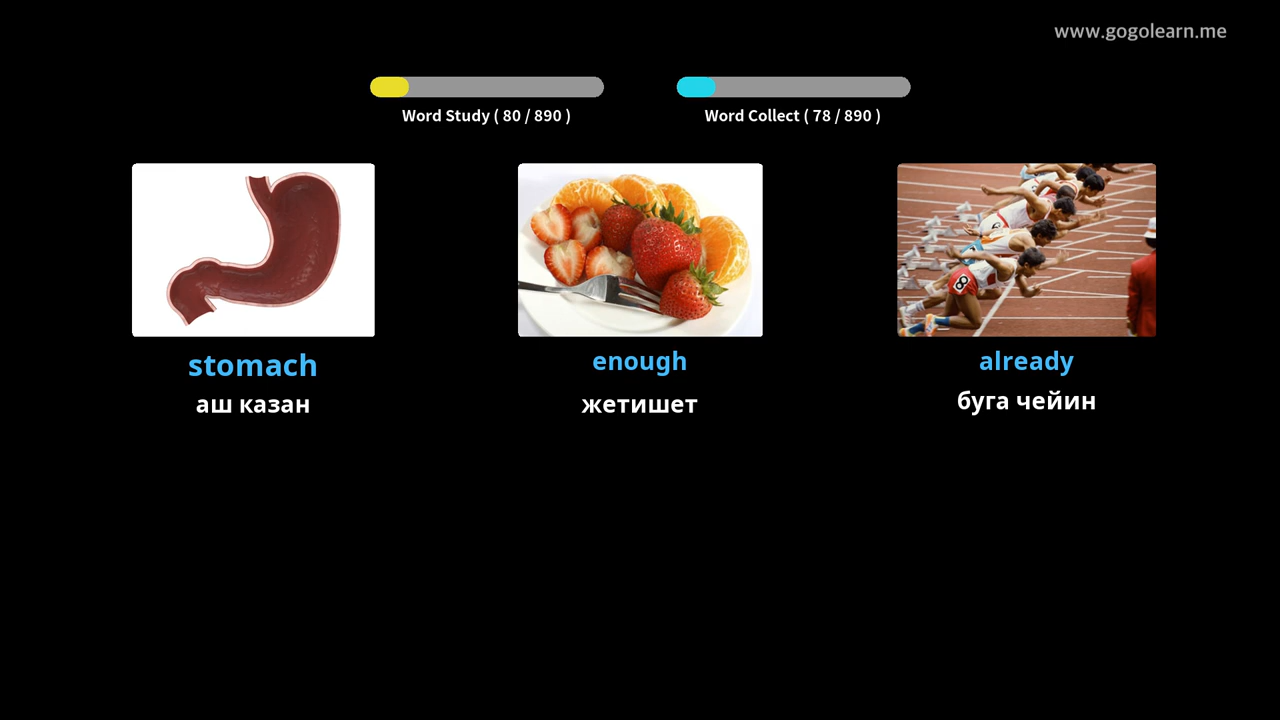 www.gogolearn.me
Word Study ( 80 / 890 )
Word Collect ( 78 / 890 )
stomach
аш казан
enough
жетишет
already
буга чейин
8